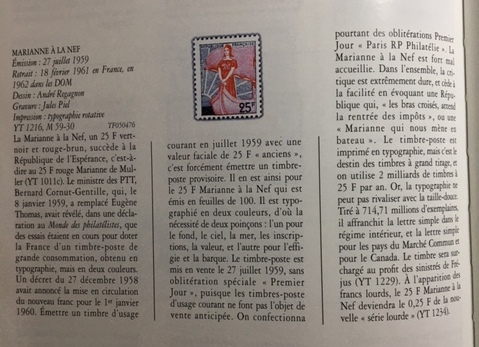 MARIANNE À LA NEF
Émission : 27 juillet 1959
Retrait : 18 février 1961 en France, en
1962 dans les DOM
Dessin : André Regagnon
Gravure : Jules Piel
Impression : typographie rotative
YT 1216, M 59-30 TF030476
La Marianne à la Nef, un 25 F vert-
noir et rouge-brun, succède à la
République de l'Espérance, c'est-à-
dire au 25 F rouge Marianne de Mul-
ler (YT 1011c). Le ministre des PTT,
Bernard Cornut-Gentille, qui, le
8 janvier 1959, a remplacé Eugène
Thomas, avait révélé, dans une décla-
ration au Monde des philatélistes, que
des essais étaient en cours pour doter
la France d'un timbre-poste de
grande consommation, obtenu en
typographie, mais en deux couleurs.
Un décret du 27 décembre 1958
avait annoncé la mise en circulation
du nouveau franc pour le 1er janvier
1960. Émettre un timbre d'usage
25F
courant en juillet 1959 avec une
valeur faciale de 25 F « anciens »,
c'est forcément émettre un timbre-
poste provisoire. Il en est ainsi pour
le 25 F Marianne à la Nef qui est
émis en feuilles de 100. Il est typo-
graphié en deux couleurs, d'où la
nécessité de deux poinçons : l'un pour
le fond, le ciel, la mer, les inscrip-
tions, la valeur, et l'autre pour l'effi-
gie et la barque. Le timbre-poste est
mis en vente le 27 juillet 1959, sans
oblitération spéciale « Premier
Jour », puisque les timbres-poste
d'usage courant ne font pas l'objet de
vente anticipée. On confectionna
pourtant des oblitérations Premier
Jour « Paris RP Philatélie ». La
Marianne à la Nef est fort mal
accueillie. Dans l'ensemble, la cri-
tique est extrêmement dure, et cède à
la facilité en évoquant une Répu-
blique qui, « les bras croisés, attend
la rentrée des impôts », ou une
« Marianne qui nous mène en
bateau ». Le timbre-poste est
imprimé en typographie, mais c'est le
destin des timbres à grand tirage, et
on utilise 2 milliards de timbres à
25 F par an. Or, la typographie ne
peut pas rivaliser avec la taille-douce.
Tiré à 714,71 millions d'exemplaires,
il affranchit la lettre simple dans le
régime intérieur, et la lettre simple
pour les pays du Marché Commun et
pour le Canada. Le timbre sera sur-
chargé au profit des sinistrés de Fré-
jus (YT 1229). À l'apparition des
francs lourds, le 25 F Marianne à la
Nef deviendra le 0,25 F de la nou-
velle « série lourde » (YT 1234).